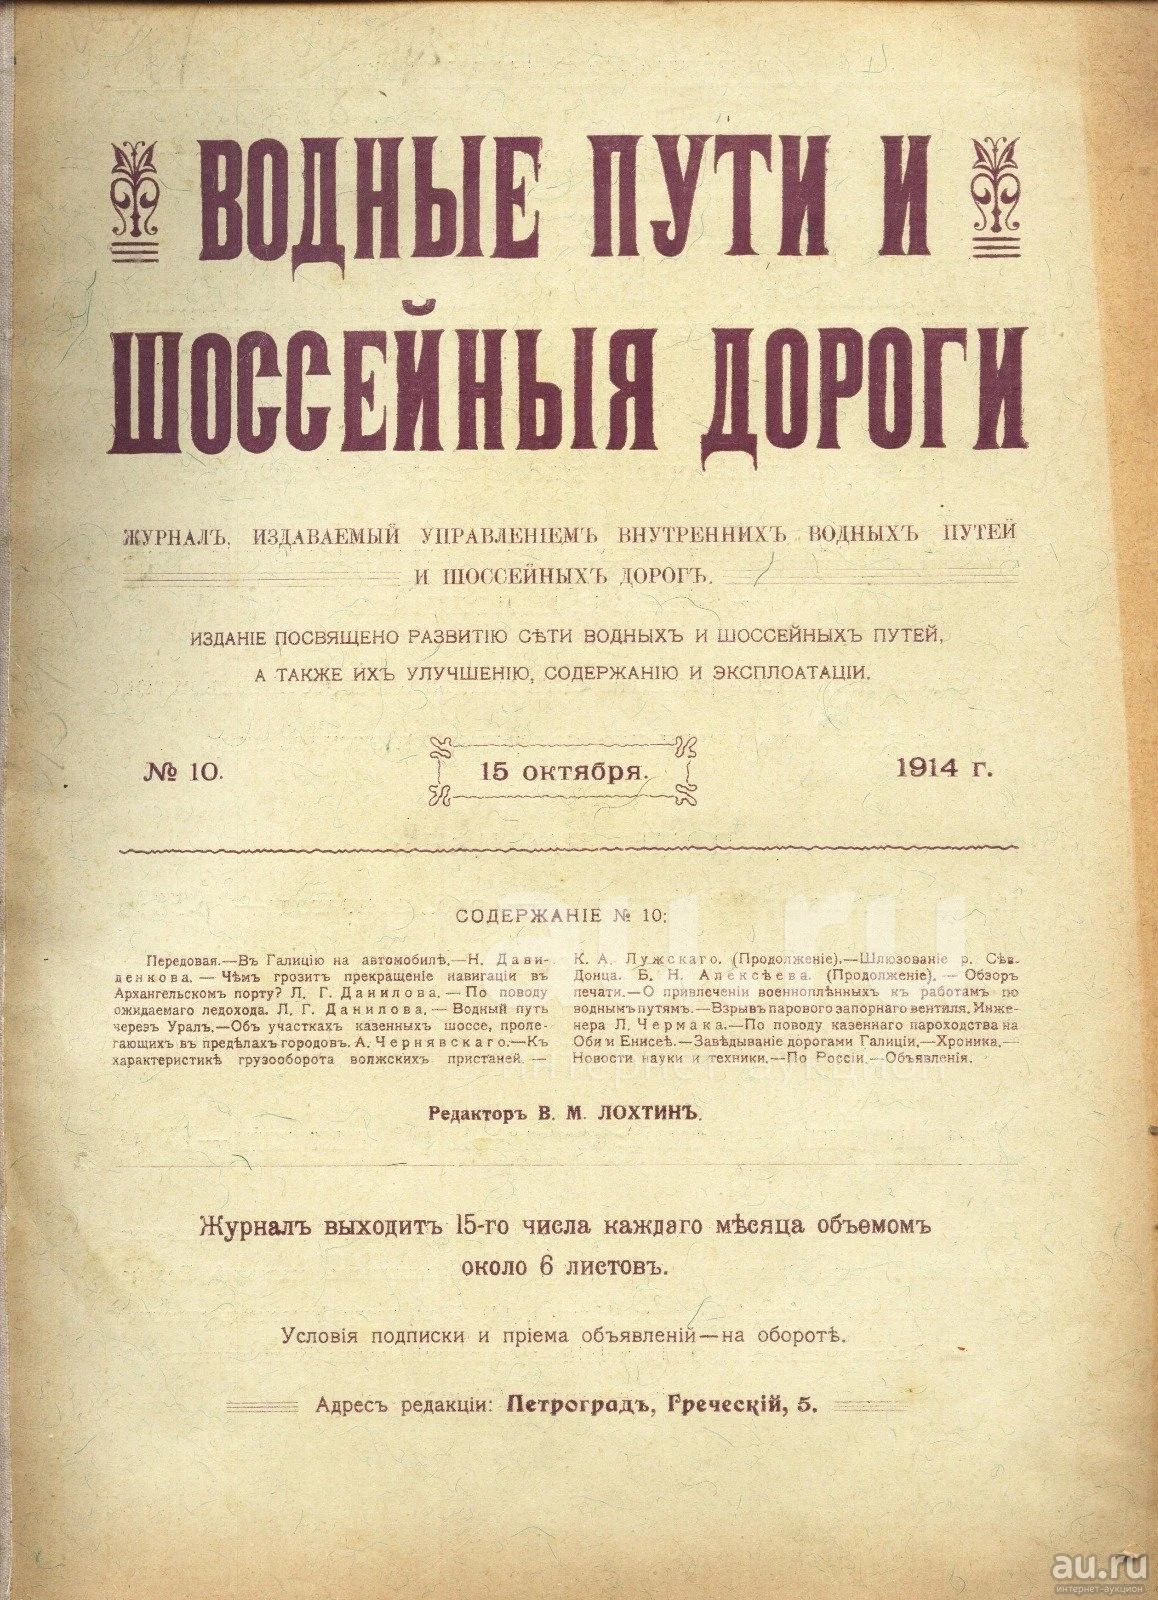 ВОДНЫЕ ПУТИ И
ШОССЕЙНЫЯ ДОРОГИ
ЖУРНАЛЪ, ИЗДАВАЕМЫЙ УПРАВЛЕНІЕМЪ ВНУТРЕННИХЪ ВОДНЫХЪ ПУТЕЙ
И ШОССЕЙНЫХЪ ДОРОГЪ.
ИЗДАНІЕ ПОСВЯЩЕНО РАЗВИТІЮ СѢТИ ВОДНЫХЪ И ШОССЕЙНЫХЪ ПУТЕЙ,
А ТАКЖЕ ИХЪ УЛУЧШЕНІЮ, СОДЕРЖАНІЮ И ЭКСПЛОАТАЦІИ.
№ 10.
15 октября.
1914 г.
СОДЕРЖАНІЕ № 10:
Передовая.—Въ Галицію на автомобилѣ.—Н. Дави-
денкова. — Чѣмъ грозитъ прекращеніе навигаціи въ
Архангельскомъ порту? Л. Г. Данилова. — По поводу
ожидаемаго ледохода. Л. Г. Данилова. — Водный путь
черезъ Уралъ.—Объ участкахъ казенныхъ шоссе, проле-
гающихъ въ предѣлахъ городовъ. А. Чернявскаго.—Къ
характеристикѣ грузооборота волжскихъ пристаней. —
К. А. Лужскаго. (Продолженіе).—Шлюзованіе р. Сѣв.
Донца. Б. Н. Алексѣева. (Продолженіе). — Обзоръ
печати.—О привлеченіи военноплѣнныхъ къ работамъ по
воднымъ путямъ.—Взрывъ парового запорнаго вентиля. Инже-
нера Л. Чермака.—По поводу казеннаго пароходства на
Оби и Енисеѣ.—Завѣдываніе дорогами Галиціи.—Хроника.—
Новости науки и техники.—По Россіи.—Объявленія.
интернет-аукцион
Редакторъ В. М. ЛОХТИНЪ.
Журналъ выходитъ 15-го числа каждаго мѣсяца объемомъ
около 6 листовъ.
Условія подписки и пріема объявленій—на оборотѣ.
Адресъ редакціи: Петроградъ, Греческій, 5.
au.ru
интернет-аукцион